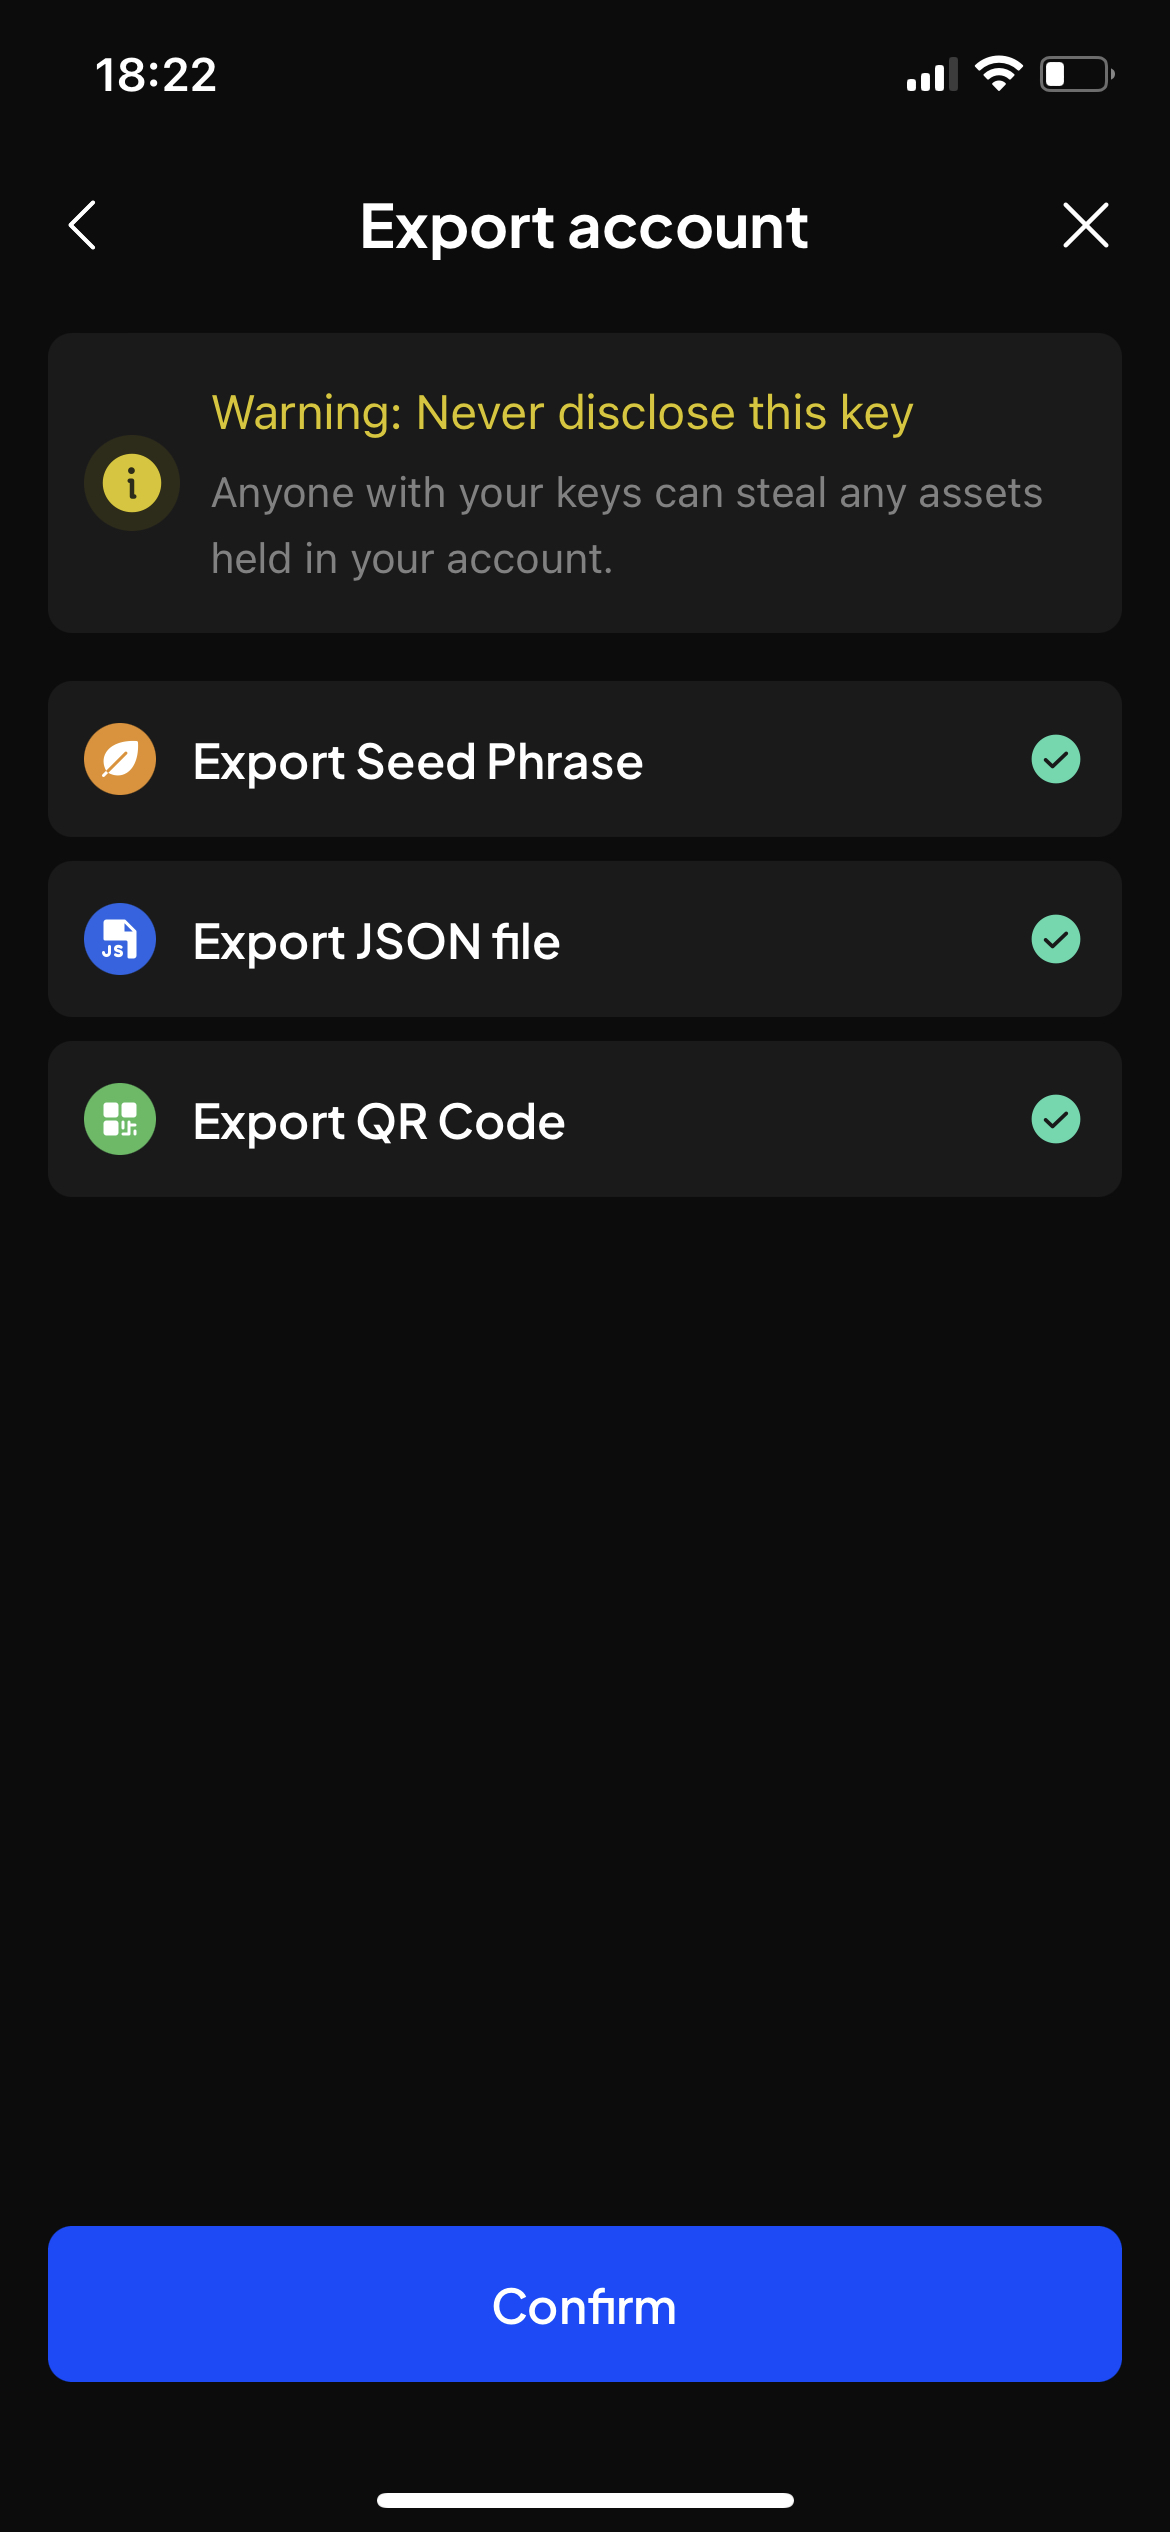 18:22
Export account
Warning: Never disclose this key
Anyone with your keys can steal any assets
held in your account.
Export Seed Phrase
JS
Export JSON file
Export QR Code
Confirm